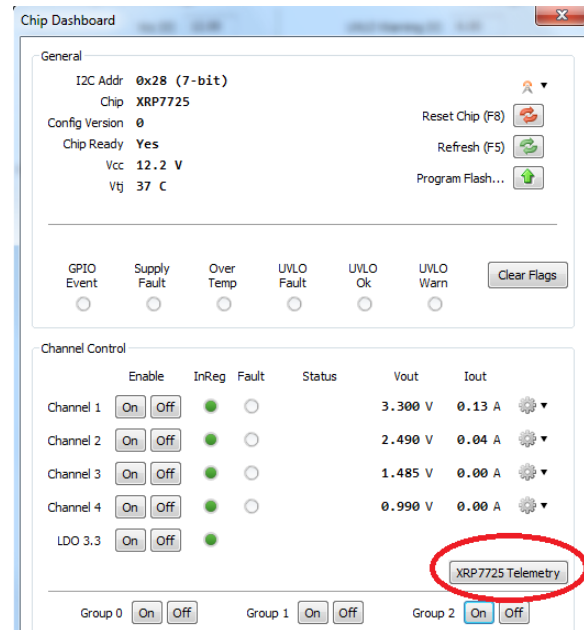 Chip Dashboard
General
I2C Addr 0x28 (7-bit)
Chip XRP7725
Config Version 0
Reset Chip (F8)
Chip Ready Yes
Refresh (F5)
Vcc 12.2 V
Vtj 37 C
Program Flash...
GPIO Event
Supply Fault
Over Temp
UVLO Fault
UVLO Ok
UVLO Warn
Clear Flags
Channel Control
Enable InReg Fault Status Vout Iout
Channel 1 On Off 3.300 V 0.13 A
Channel 2 On Off 2.490 V 0.04 A
Channel 3 On Off 1.485 V 0.00 A
Channel 4 On Off 0.990 V 0.00 A
LDO 3.3 On Off
XRP7725 Telemetry
Group 0 On Off Group 1 On Off Group 2 On Off